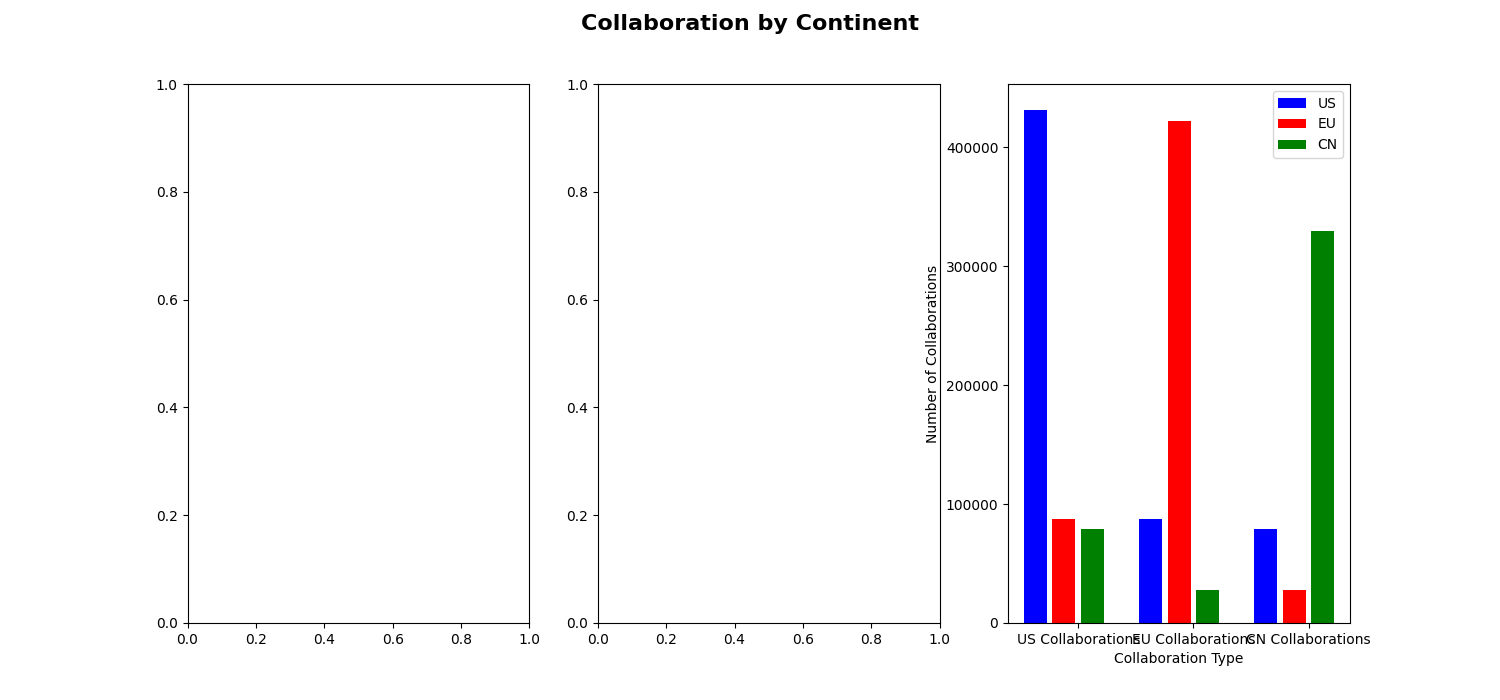 Collaboration by Continent
1.0
0.8
0.6
0.4
0.2
0.0
0.0 0.2 0.4 0.6 0.8 1.0
1.0
0.8
0.6
0.4
0.2
0.0
0.0 0.2 0.4 0.6 0.8 1.0
Number of Collaborations
400000
300000
200000
100000
0
US
EU
CN
US Collaborations EU Collaborations CN Collaborations
Collaboration Type